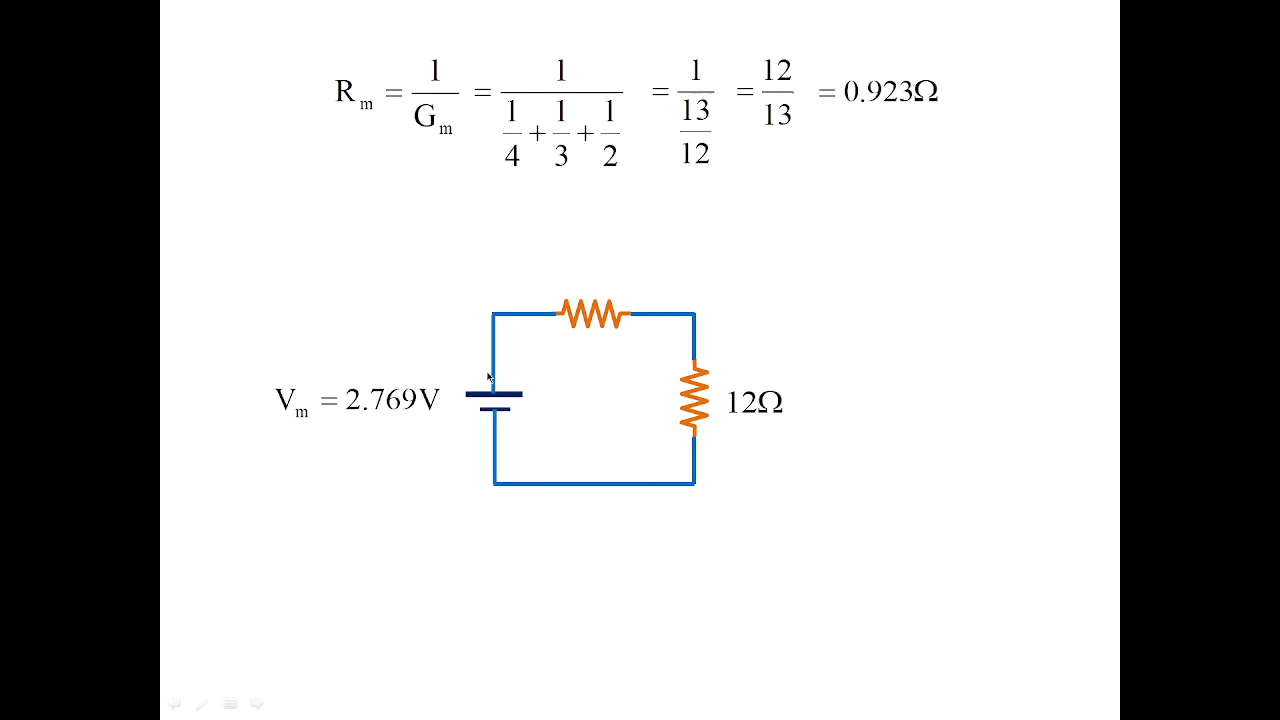 R_m = 1/G_m = 1/(1/4 + 1/3 + 1/2) = 1/(13/12) = 12/13 = 0.923Ω
V_m = 2.769V
12Ω